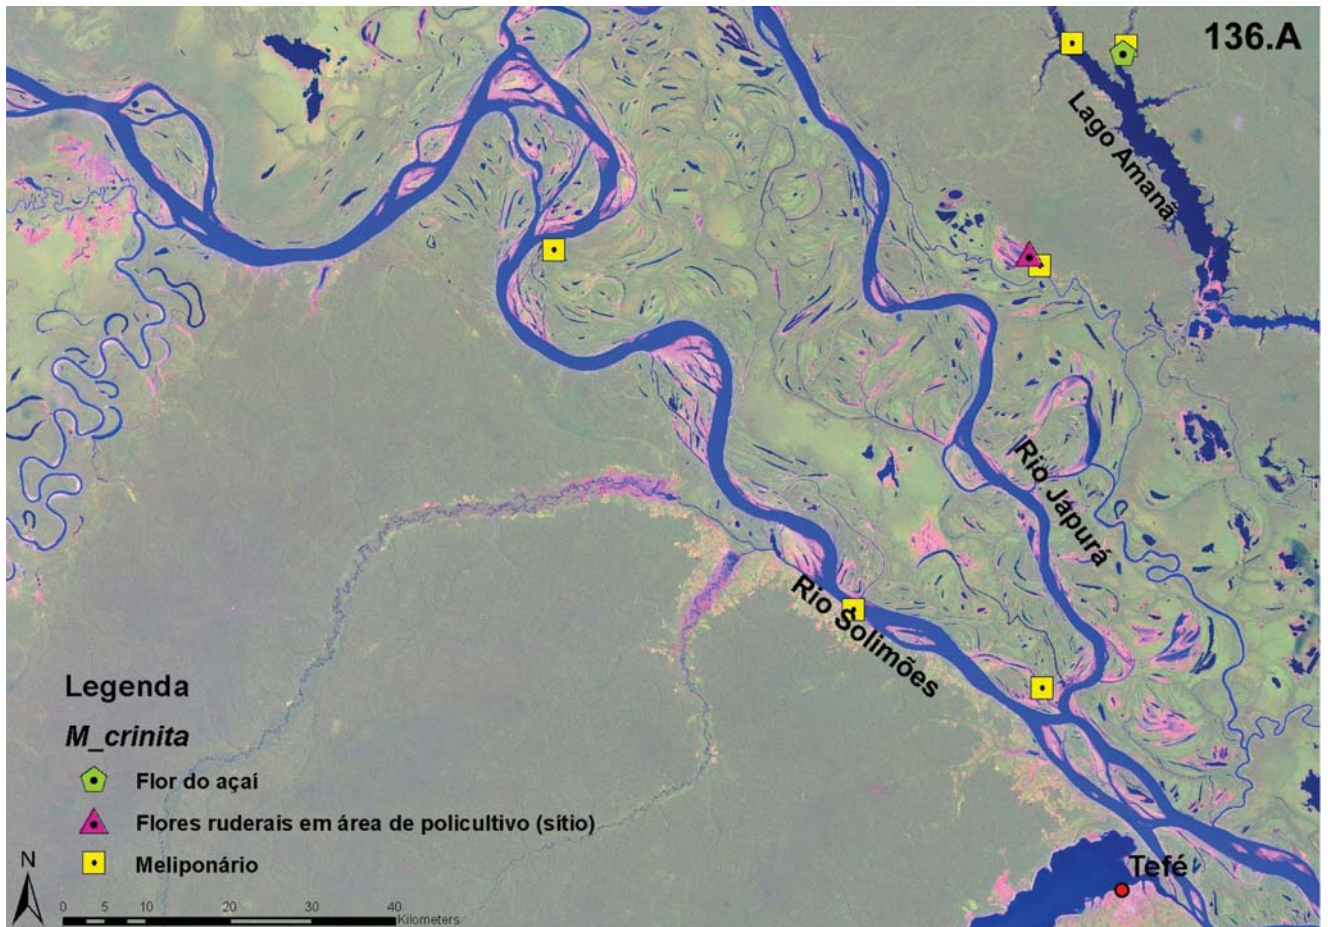 136.A
Lago Amanã
Rio Japurá
Rio Solimões
Legenda
M_crinita
Flor do açaí
Flores ruderais em área de policultivo (sítio)
Meliponário
Tefé
N
0 5 10 20 30 40
Kilometers